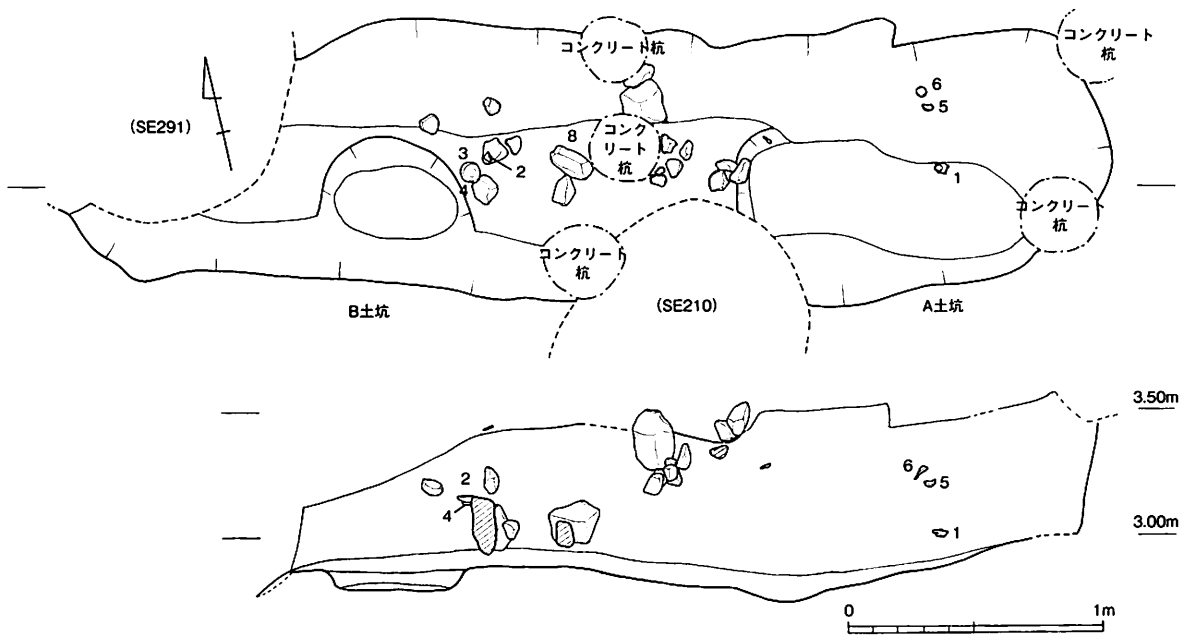 コンクリート杭
コンクリート
杭
6
5
(SE291)
コンク
リート
杭
8
3
2
4
1
コンクリート
杭
コンクリート
杭
B土坑
(SE210)
A土坑
3.50m
6
5
2
4
1
3.00m
0
1m